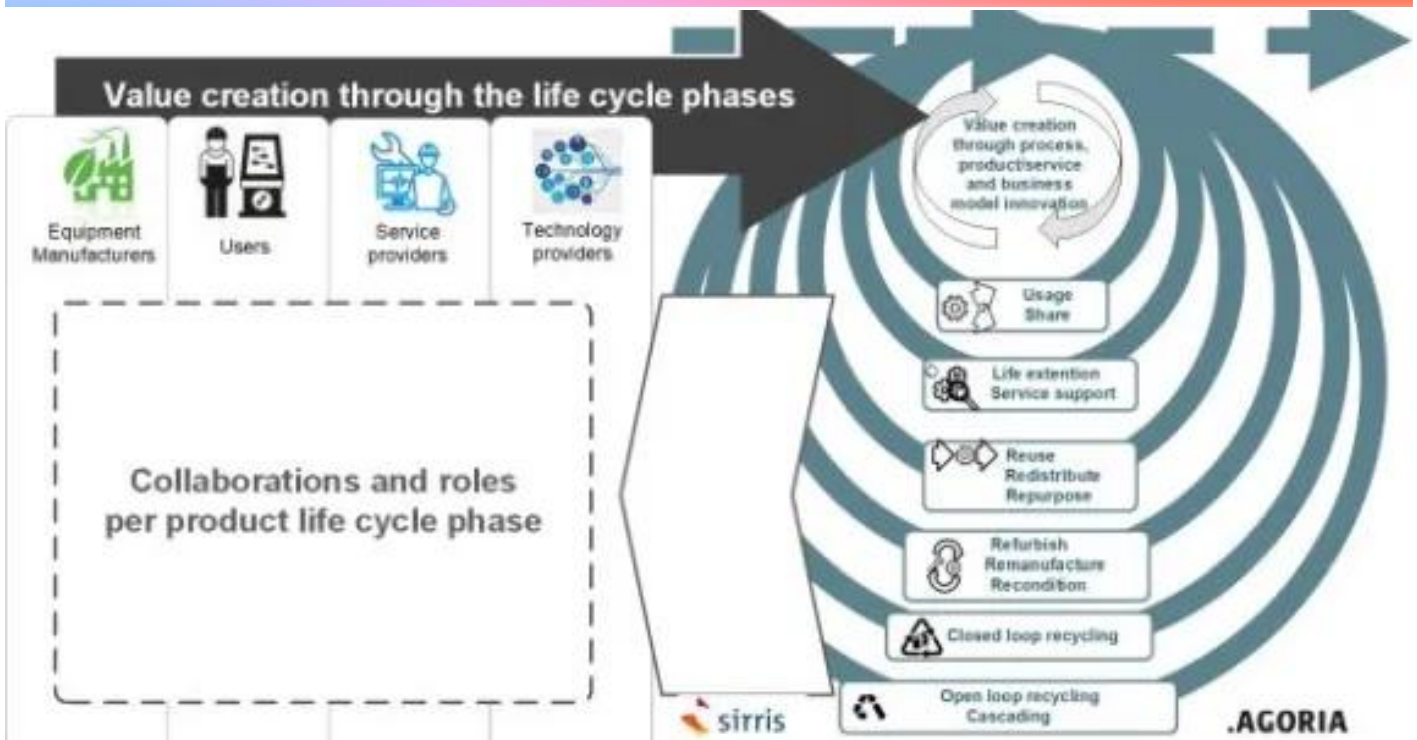 Value creation through the life cycle phases
Equipment
Manufacturers
Users
Service
providers
Technology
providers
Collaborations and roles
per product life cycle phase
Value creation
through process,
product/service
and business
model innovation
Usage
Share
Life extention
Service support
Reuse
Redistribute
Repurpose
Refurbish
Remanufacture
Recondition
Closed loop recycling
Open loop recycling
Cascading
sirris
.AGORIA